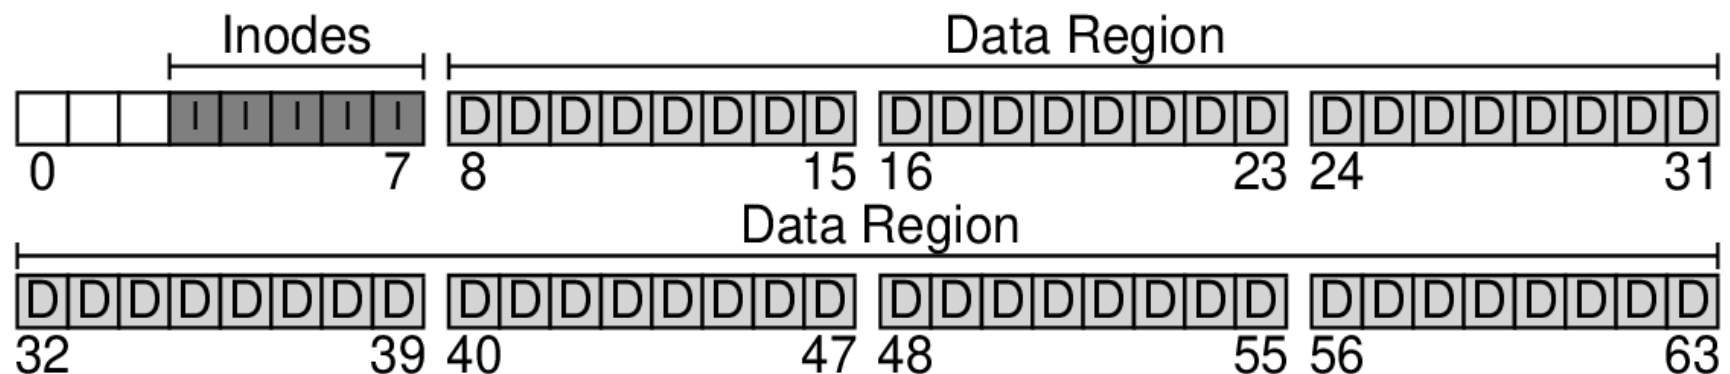 Inodes Data Region
I I I I I D D D D D D D D D D D D D D D D D D D D D D D D
0 7 8 15 16 23 24 31
Data Region
D D D D D D D D D D D D D D D D D D D D D D D D D D D D D D D D
32 39 40 47 48 55 56 63